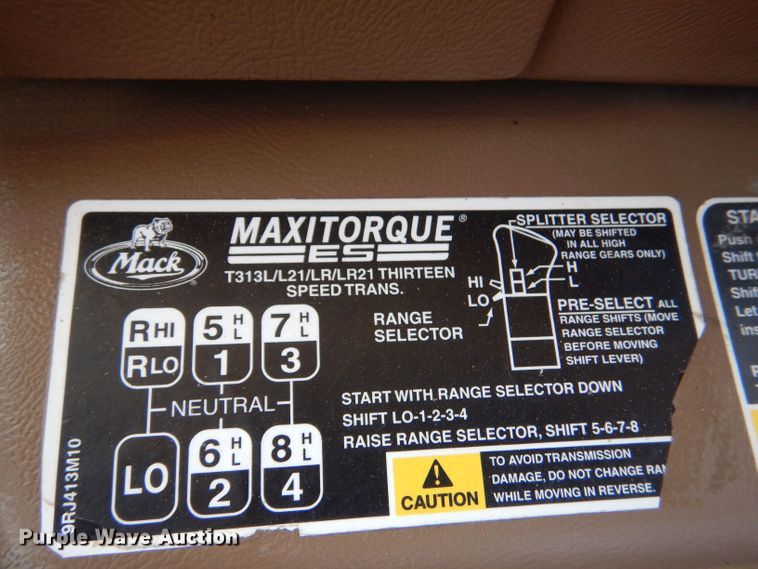 Mack
MAXITORQUE®
ES
T313L/L21/LR/LR21 THIRTEEN
SPEED TRANS.
SPLITTER SELECTOR
(MAY BE SHIFTED
IN ALL HIGH
RANGE GEARS ONLY)
HI
LO
H
L
RANGE
SELECTOR
PRE-SELECT ALL
RANGE SHIFTS (MOVE
RANGE SELECTOR
BEFORE MOVING
SHIFT LEVER)
R HI
R LO
5 H L
1
7 H L
3
NEUTRAL
LO
6 H L
2
8 H L
4
START WITH RANGE SELECTOR DOWN
SHIFT LO-1-2-3-4
RAISE RANGE SELECTOR, SHIFT 5-6-7-8
CAUTION
TO AVOID TRANSMISSION
DAMAGE, DO NOT CHANGE RA
WHILE MOVING IN REVERSE.
9RJ413M10
STA
Push
Shift
TUR
Shif
Let
ins
Purple Wave Auction
Purple Wave Auction